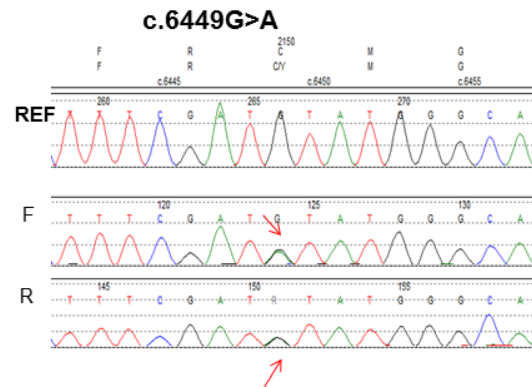 c.6449G>A
2150
F R C M G
F R C/Y M G
c.6445 c.6450 c.6455
260 265 270
REF T T T C G A T G T A T G G G C A
120 125 130
F T T T C G A T G T A T G G G C A
145 150 155
R T T T C G A T R T A T G G G C A